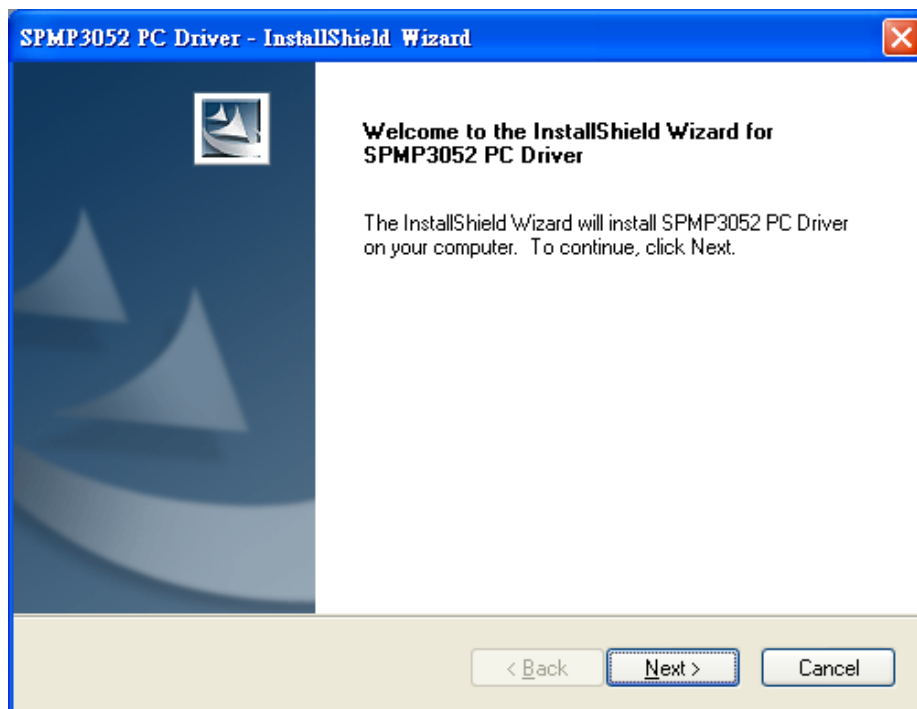 SPMP3052 PC Driver - InstallShield Wizard
Welcome to the InstallShield Wizard for
SPMP3052 PC Driver
The InstallShield Wizard will install SPMP3052 PC Driver
on your computer. To continue, click Next.
< Back
Next >
Cancel